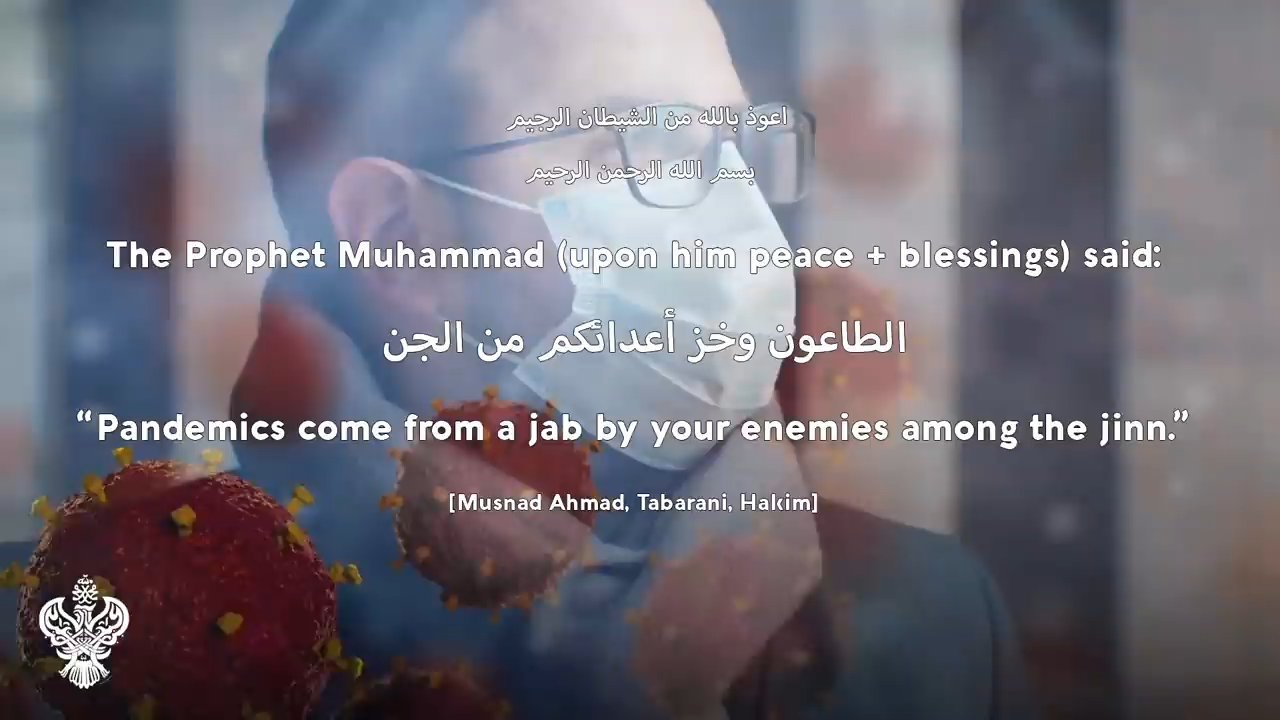 اعوذ بالله من الشيطان الرجيم
بسم الله الرحمن الرحيم
The Prophet Muhammad (upon him peace + blessings) said:
الطاعون وخز أعدائكم من الجن
“Pandemics come from a jab by your enemies among the jinn.”
[Musnad Ahmad, Tabarani, Hakim]